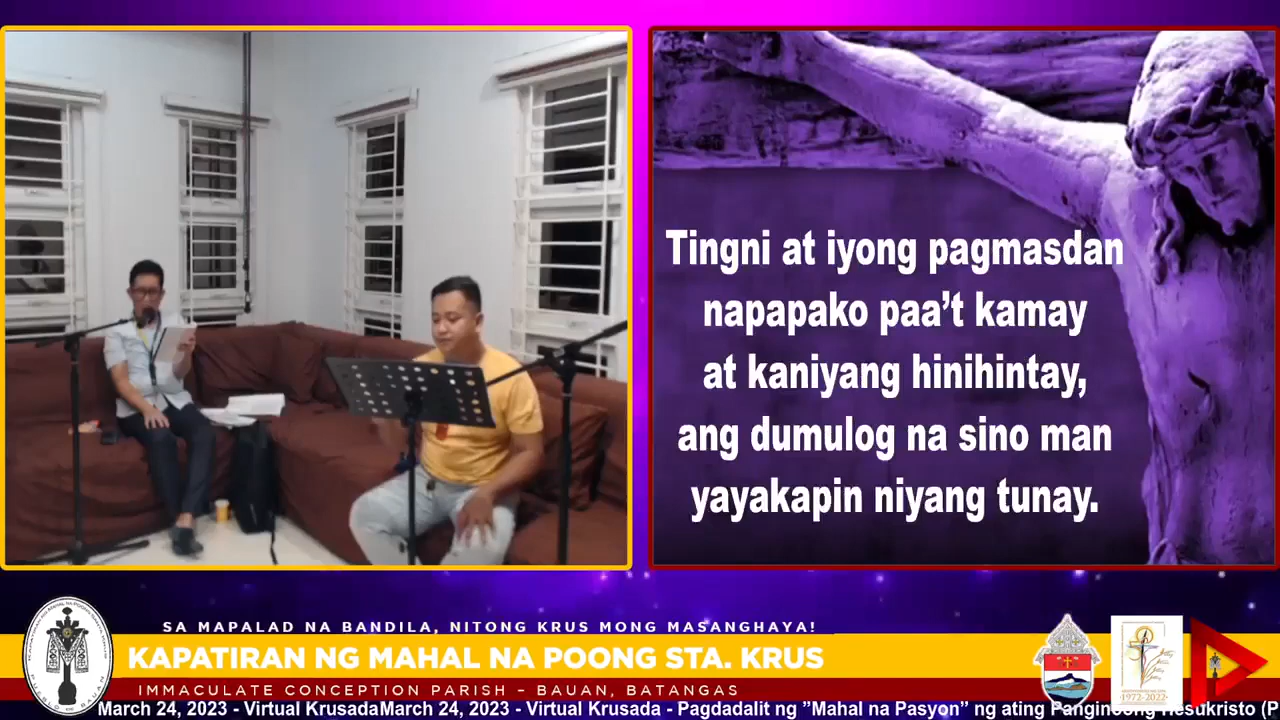 Tingni at iyong pagmasdan
napapako paa’t kamay
at kaniyang hinihintay,
ang dumulog na sino man
yayakapin niyang tunay.
SA MAPALAD NA BANDILA, NITONG KRUS MONG MASANGHAYA!
KAPATIRAN NG MAHAL NA POONG STA. KRUS
IMMACULATE CONCEPTION PARISH – BAUAN, BATANGAS
1972-2022
March 24, 2023 - Virtual KrusadaMarch 24, 2023 - Virtual Krusada - Pagdadalit ng ”Mahal na Pasyon” ng ating Panginoong Hesukristo (P